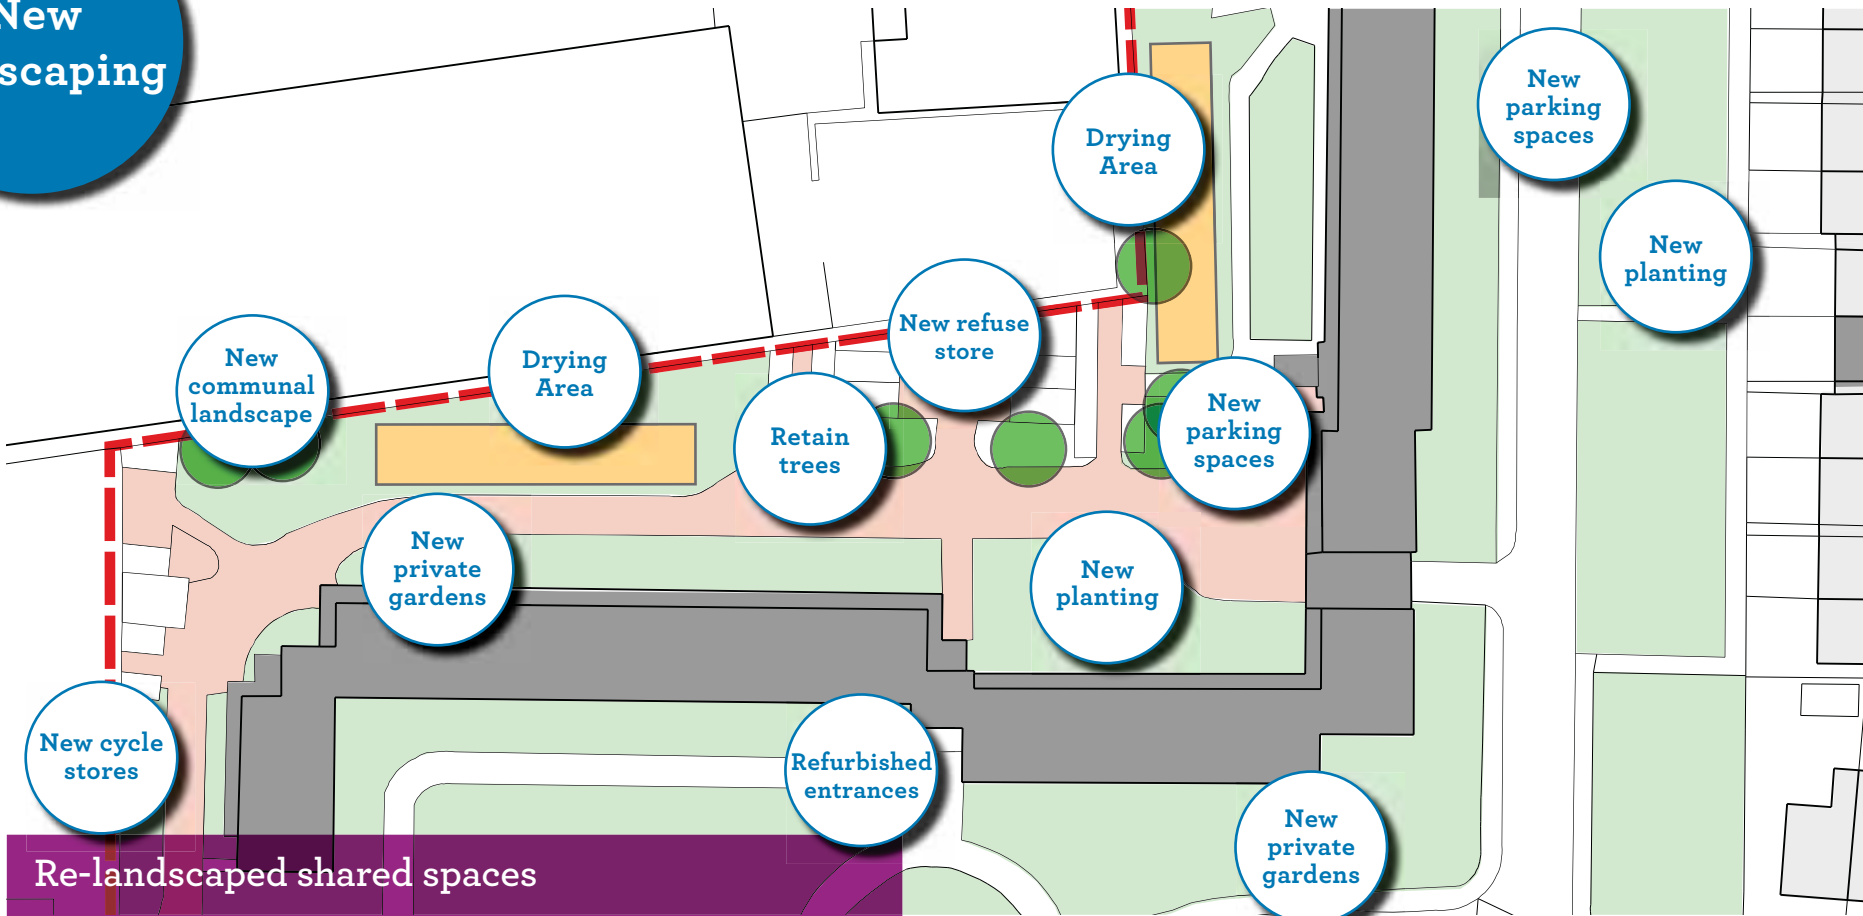 New
scaping
New
parking
spaces
Drying
Area
New
planting
New refuse
store
New
communal
landscape
Drying
Area
Retain
trees
New
parking
spaces
New
private
gardens
New
planting
New cycle
stores
Refurbished
entrances
New
private
gardens
Re-landscaped shared spaces